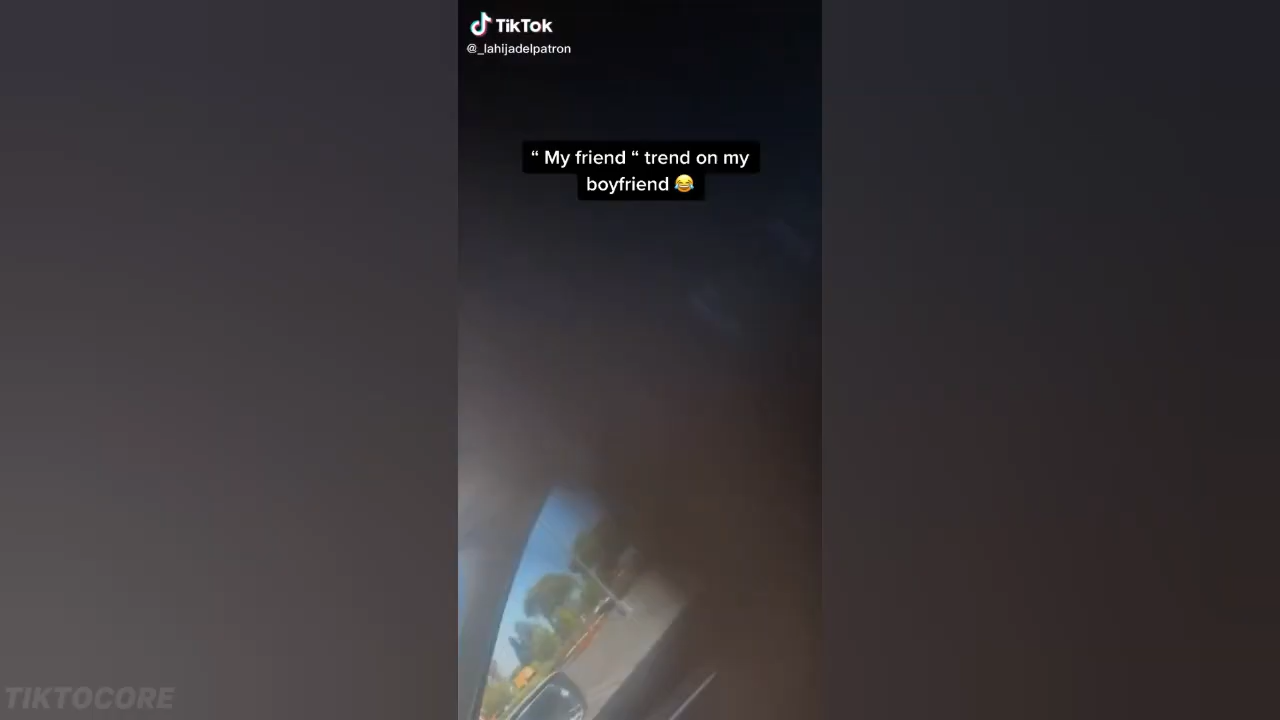 TikTok
@_lahijadelpatron
“ My friend “ trend on my
boyfriend 😂
TIKTOCORE